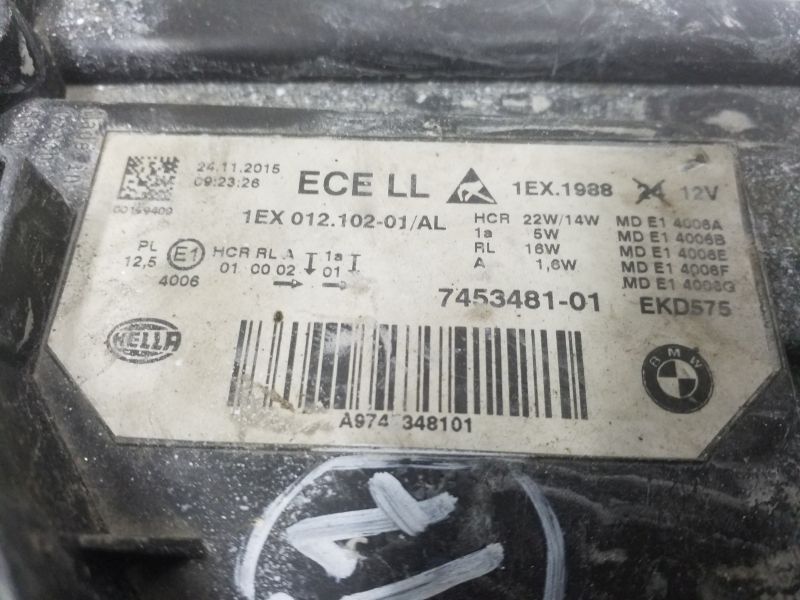 24.11.2015
09:23:26
00199409
ECE LL
1EX.1988 24 12V
1EX 012.102-01/AL
HCR 22W/14W
1a 5W
RL 16W
A 1,6W
MD E1 4006A
MD E1 4006B
MD E1 4006E
MD E1 4006F
MD E1 4006G
PL
12,5
E1
4006
HCR RL A 1a
01 00 02 01
7453481-01 EKD575
HELLA
BMW
A974 348101